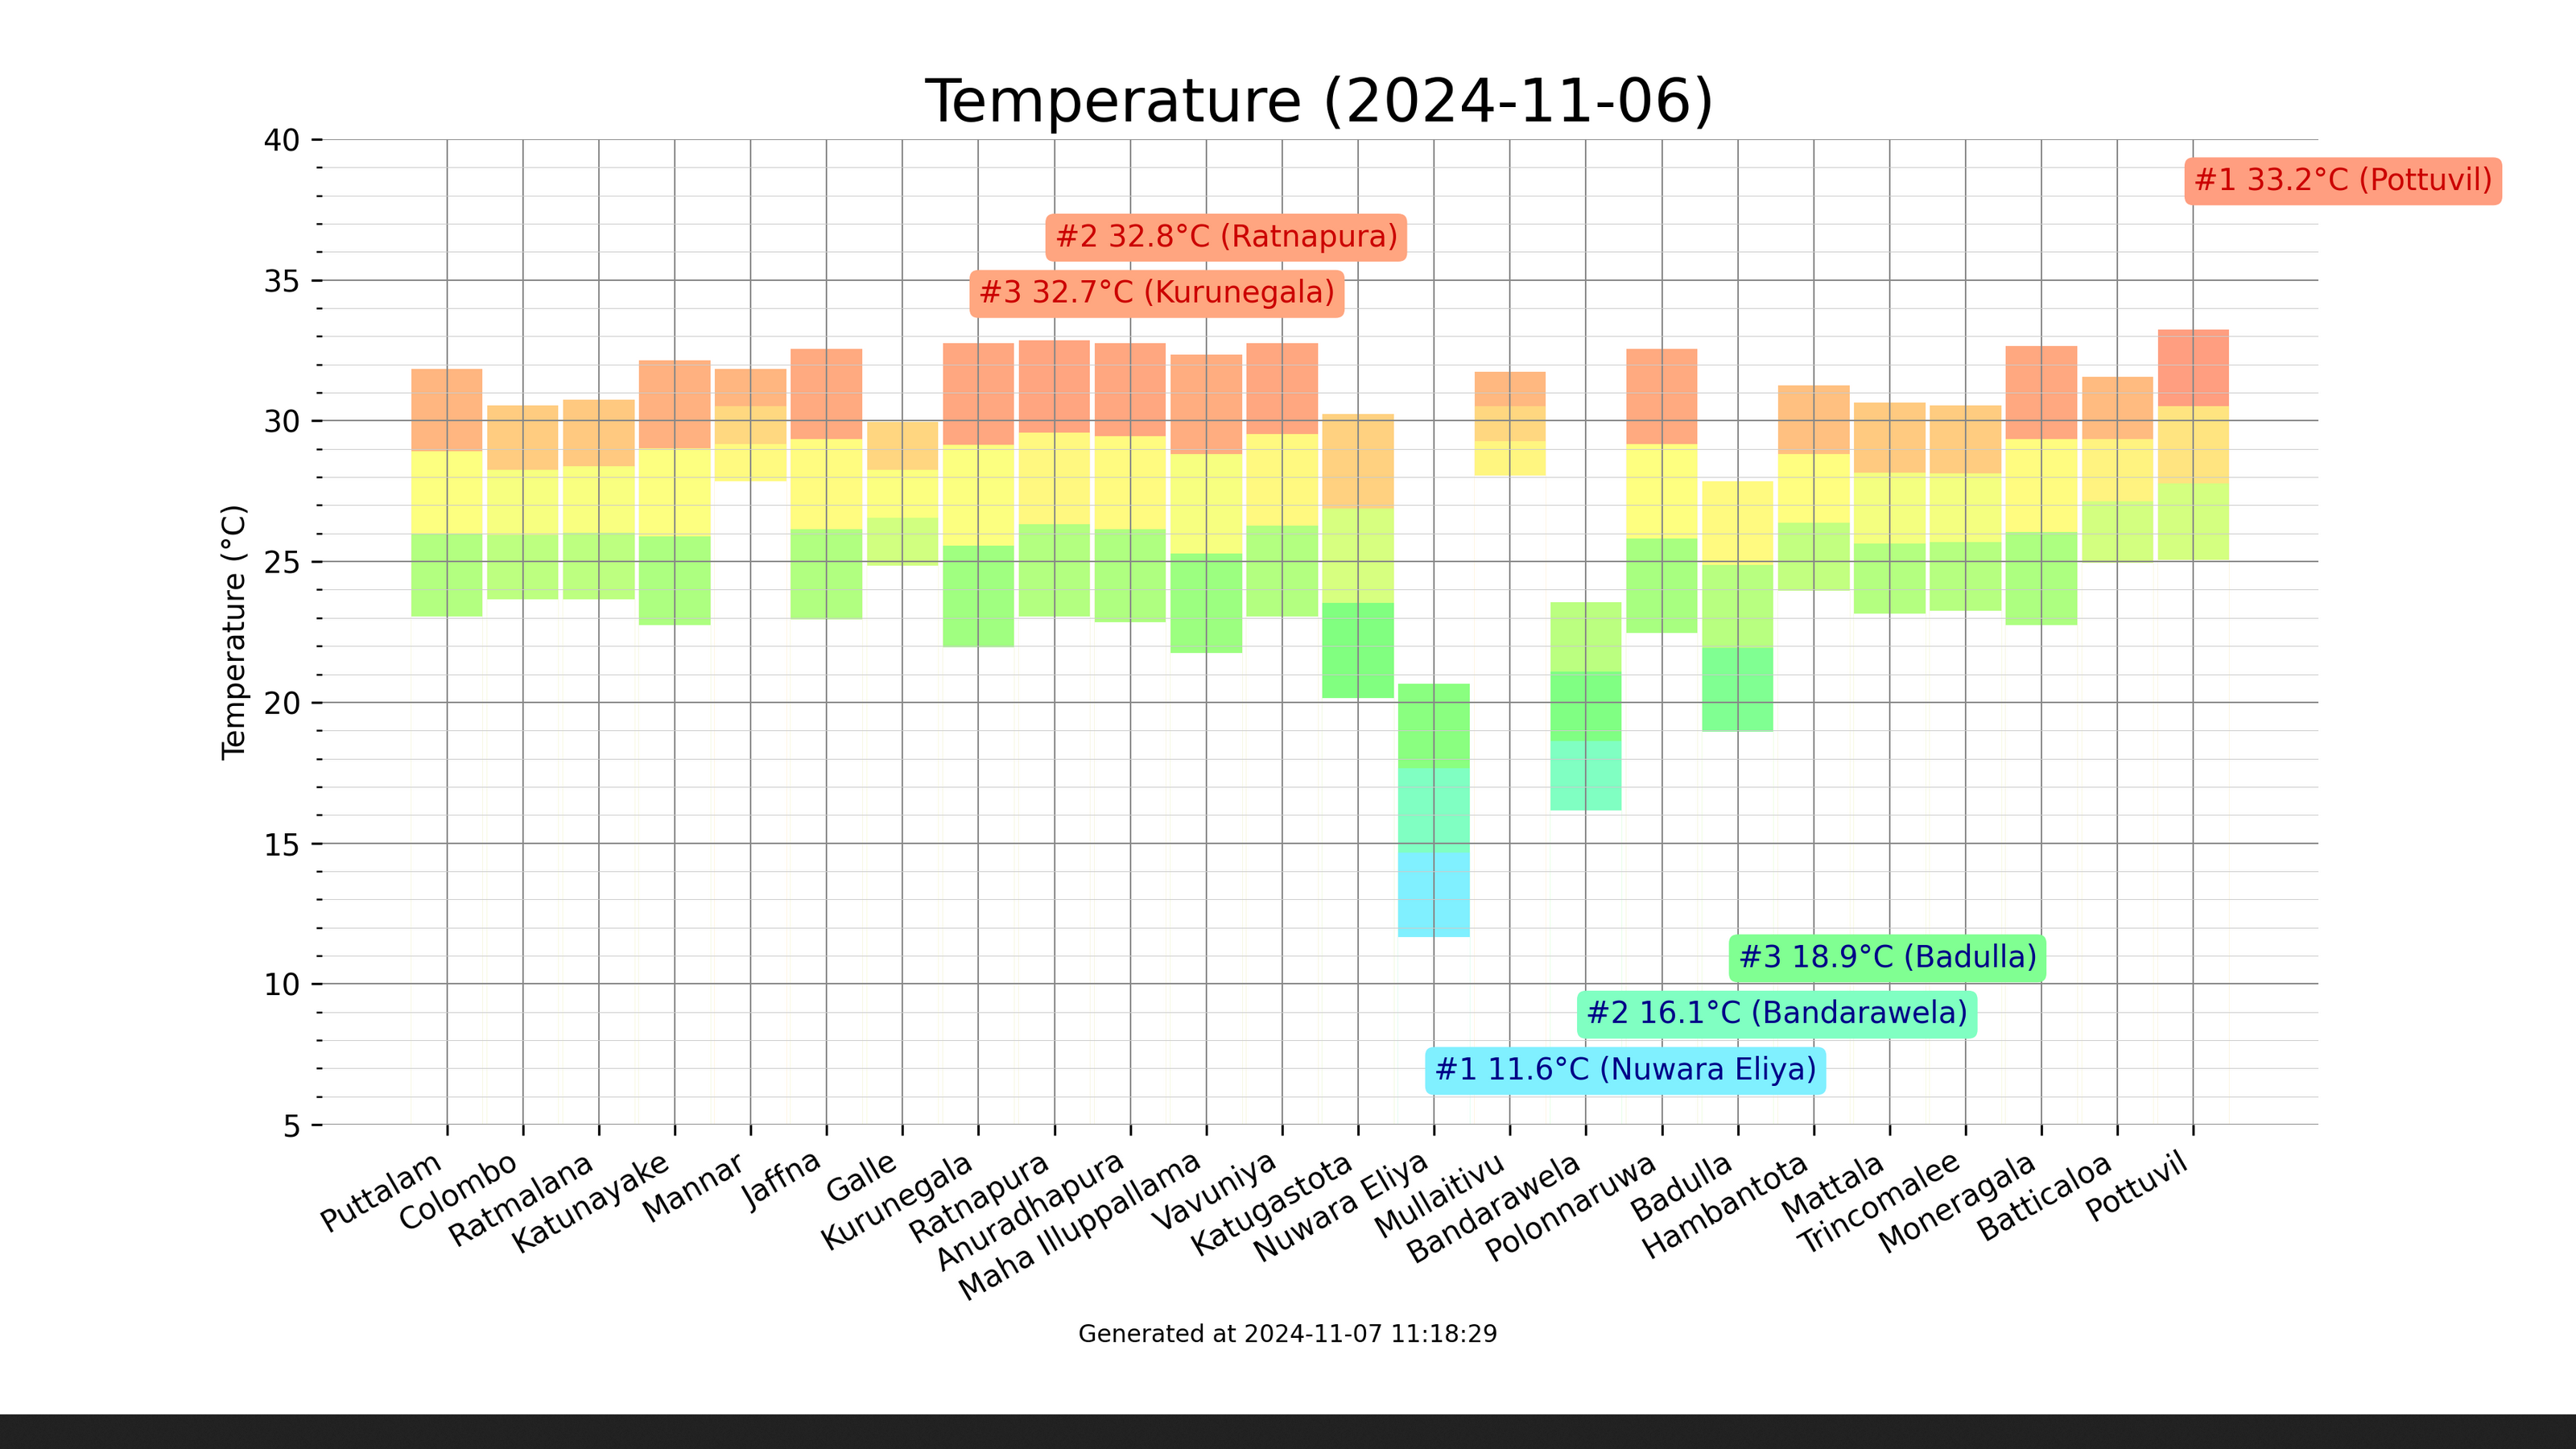 Temperature (2024-11-06)
40
35
30
25
20
15
10
5
Temperature (°C)
#1 33.2°C (Pottuvil)
#2 32.8°C (Ratnapura)
#3 32.7°C (Kurunegala)
#3 18.9°C (Badulla)
#2 16.1°C (Bandarawela)
#1 11.6°C (Nuwara Eliya)
Puttalam
Colombo
Ratmalana
Katunayake
Mannar
Jaffna
Galle
Kurunegala
Ratnapura
Anuradhapura
Maha Illuppallama
Vavuniya
Katugastota
Nuwara Eliya
Mullaitivu
Bandarawela
Polonnaruwa
Badulla
Hambantota
Mattala
Trincomalee
Moneragala
Batticaloa
Pottuvil
Generated at 2024-11-07 11:18:29